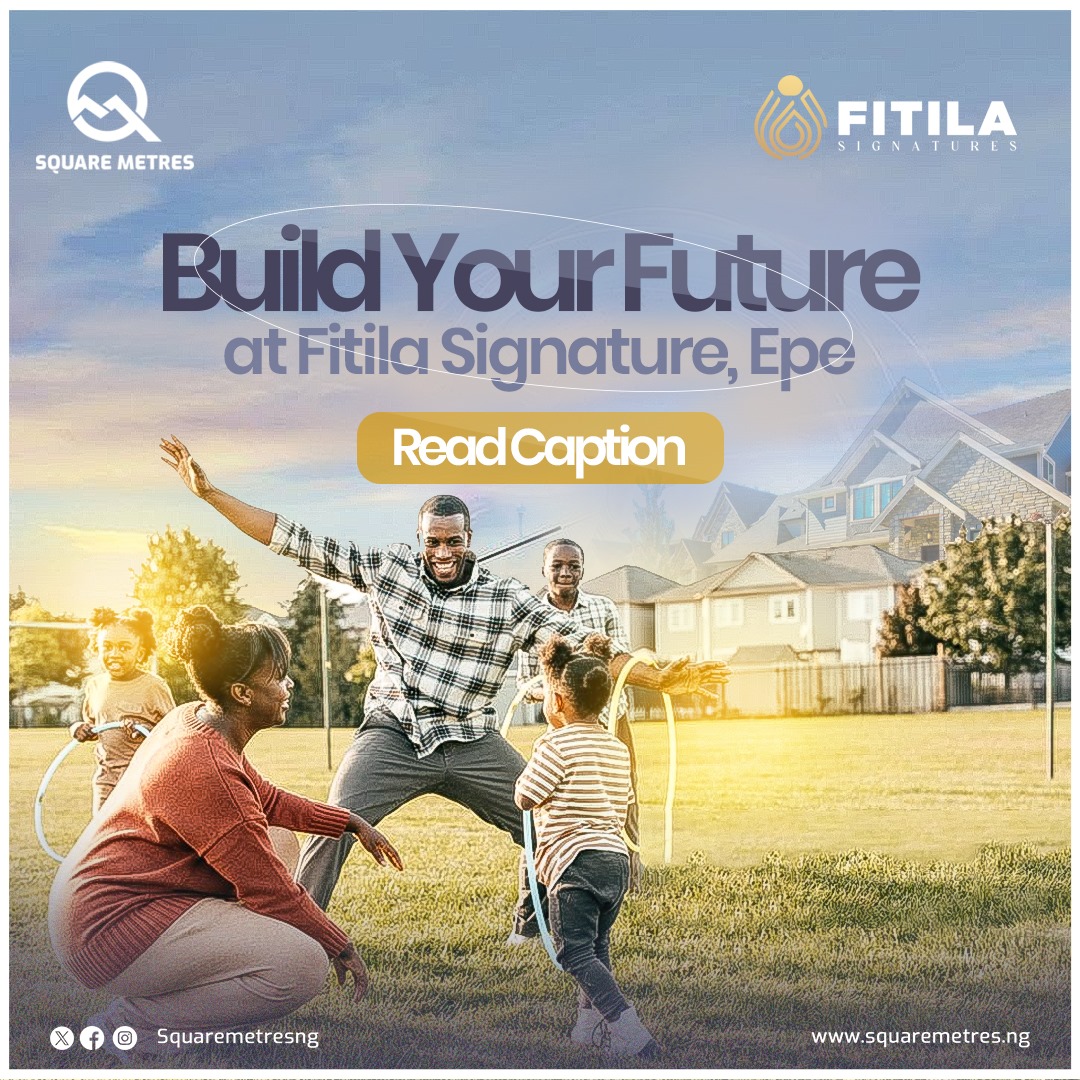 SQUARE METRES
FITILA
SIGNATURES
Build Your Future
at Fitila Signature, Epe
Read Caption
Squaremetresng
www.squaremetres.ng